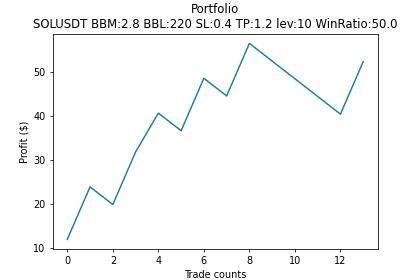 Portfolio
SOLUSDT BBM:2.8 BBL:220 SL:0.4 TP:1.2 lev:10 WinRatio:50.0
50
40
30
20
10
Profit ($)
0 2 4 6 8 10 12
Trade counts